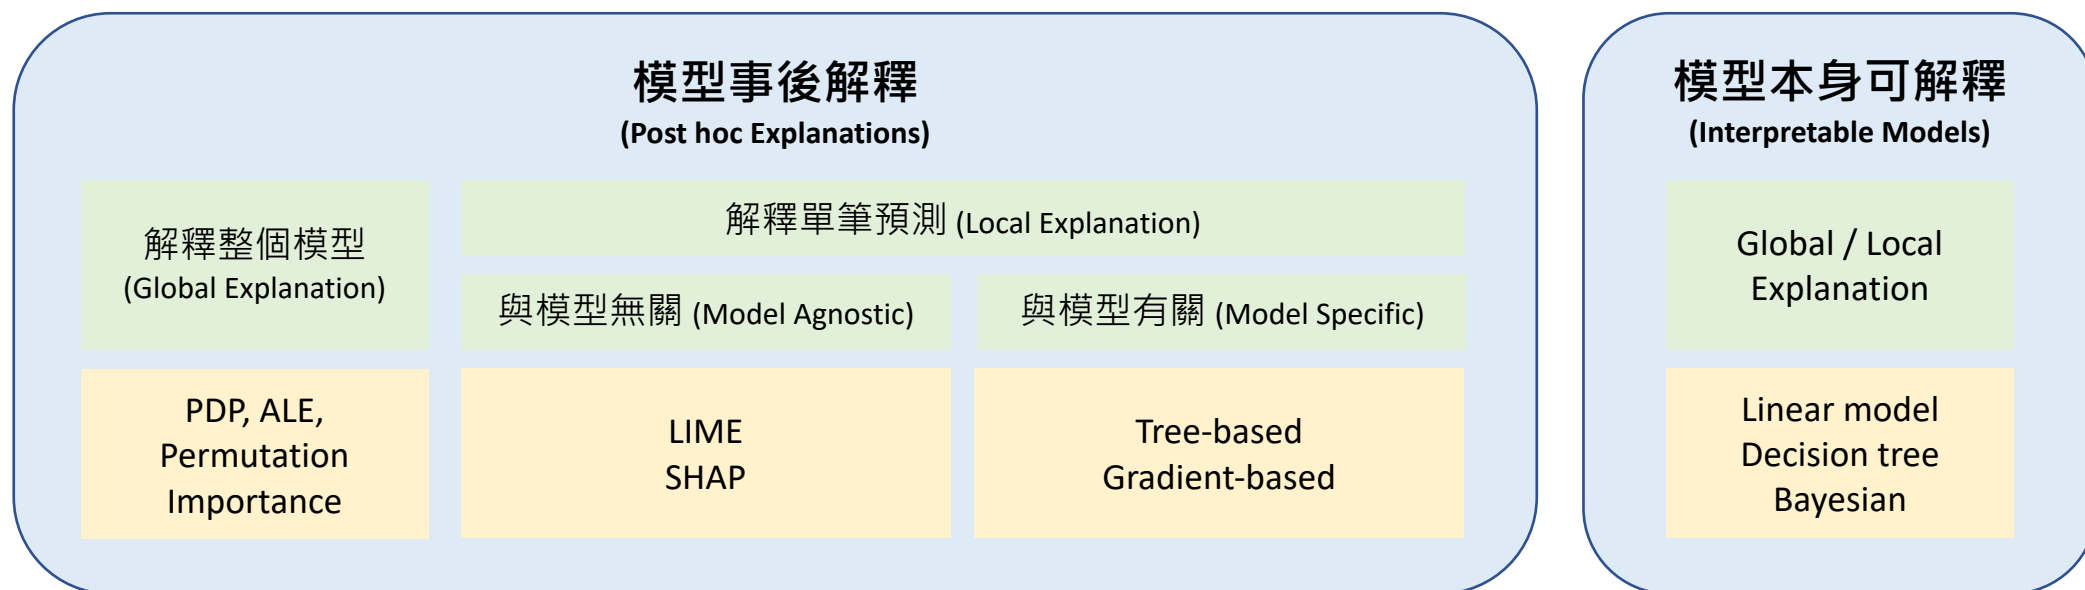 模型事後解釋
(Post hoc Explanations)
解釋整個模型
(Global Explanation)
解釋單筆預測 (Local Explanation)
與模型無關 (Model Agnostic)
與模型有關 (Model Specific)
PDP, ALE,
Permutation
Importance
LIME
SHAP
Tree-based
Gradient-based
模型本身可解釋
(Interpretable Models)
Global / Local
Explanation
Linear model
Decision tree
Bayesian